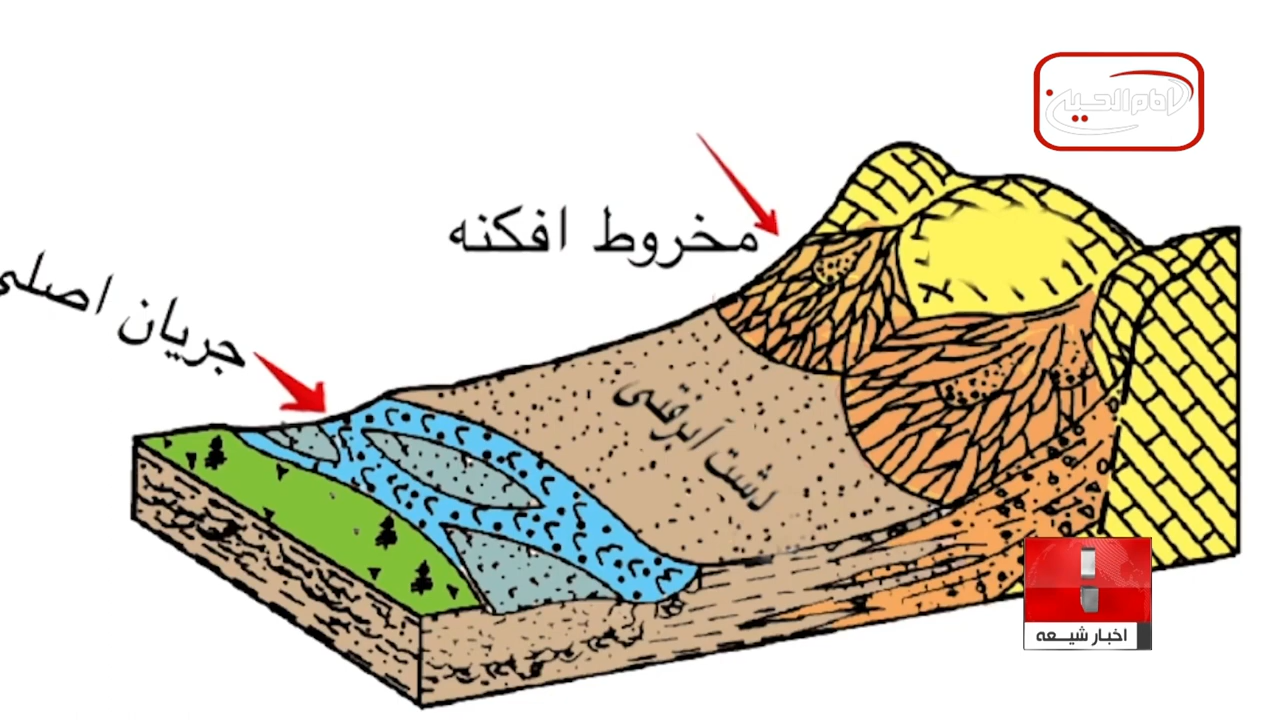 امام‌الحسین
مخروط افکنه
جریان اصلی
دشت آبرفتی
اخبار شیعه